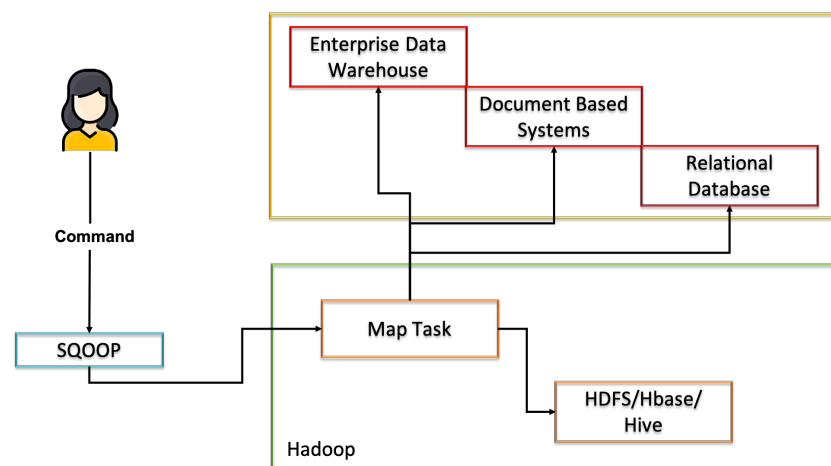 Enterprise Data
Warehouse
Document Based
Systems
Relational
Database
Command
SQOOP
Map Task
HDFS/Hbase/
Hive
Hadoop